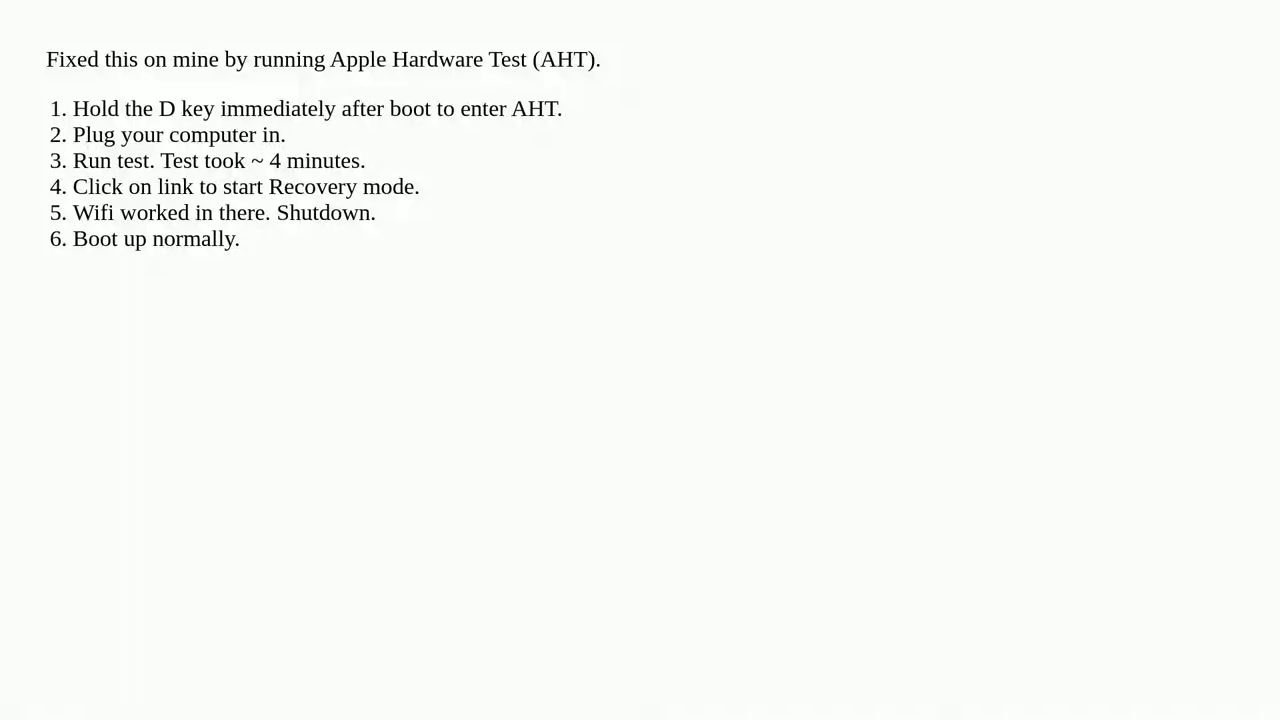 Fixed this on mine by running Apple Hardware Test (AHT).
1. Hold the D key immediately after boot to enter AHT.
2. Plug your computer in.
3. Run test. Test took ~ 4 minutes.
4. Click on link to start Recovery mode.
5. Wifi worked in there. Shutdown.
6. Boot up normally.